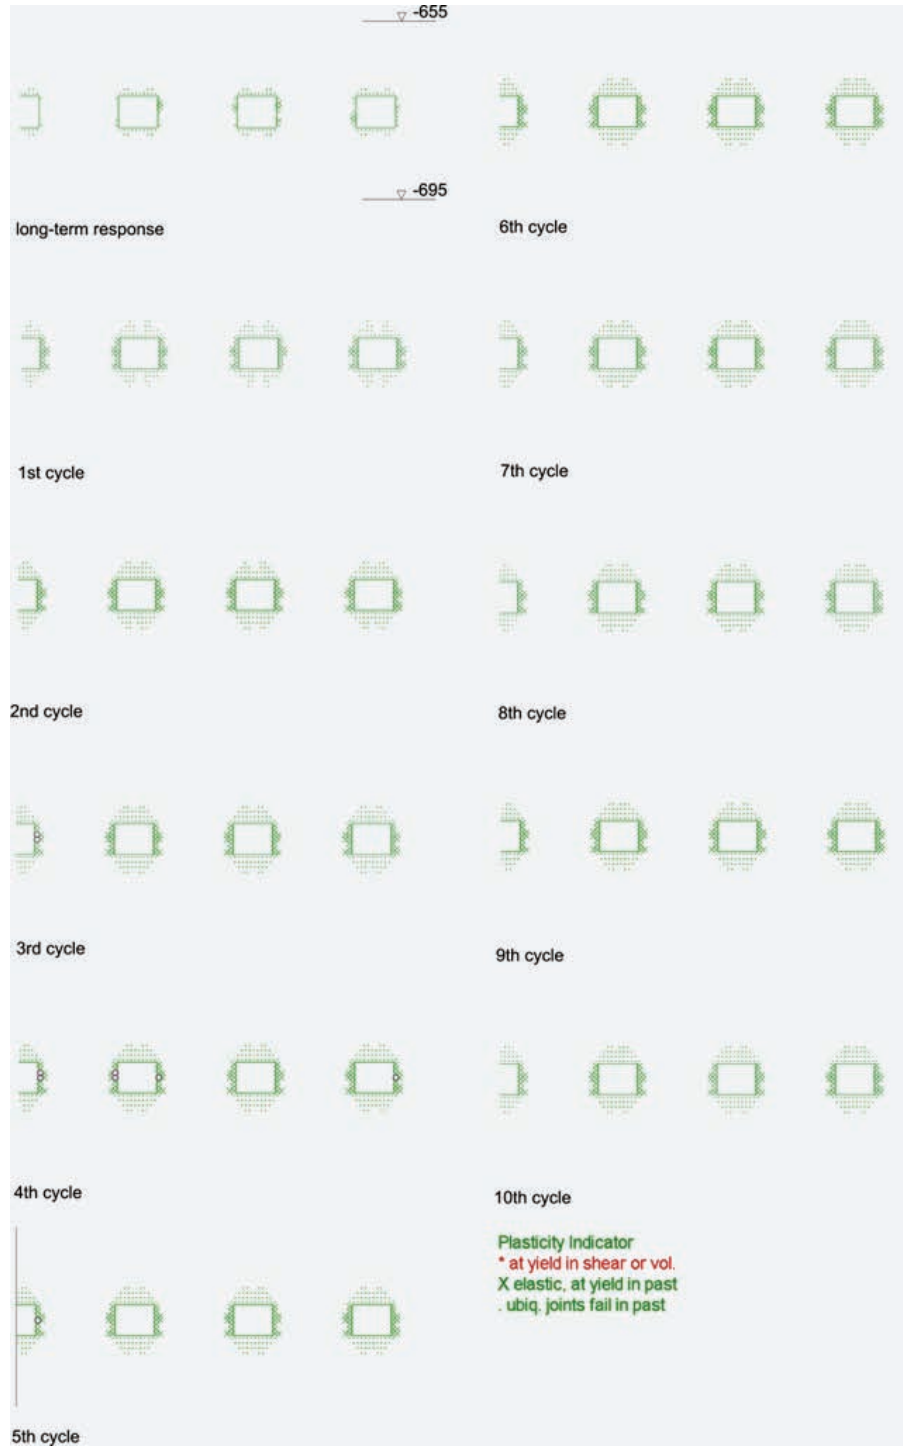 -655
-695
long-term response
1st cycle
2nd cycle
3rd cycle
4th cycle
5th cycle
6th cycle
7th cycle
8th cycle
9th cycle
10th cycle
Plasticity Indicator
* at yield in shear or vol.
X elastic, at yield in past
. ubiq. joints fail in past